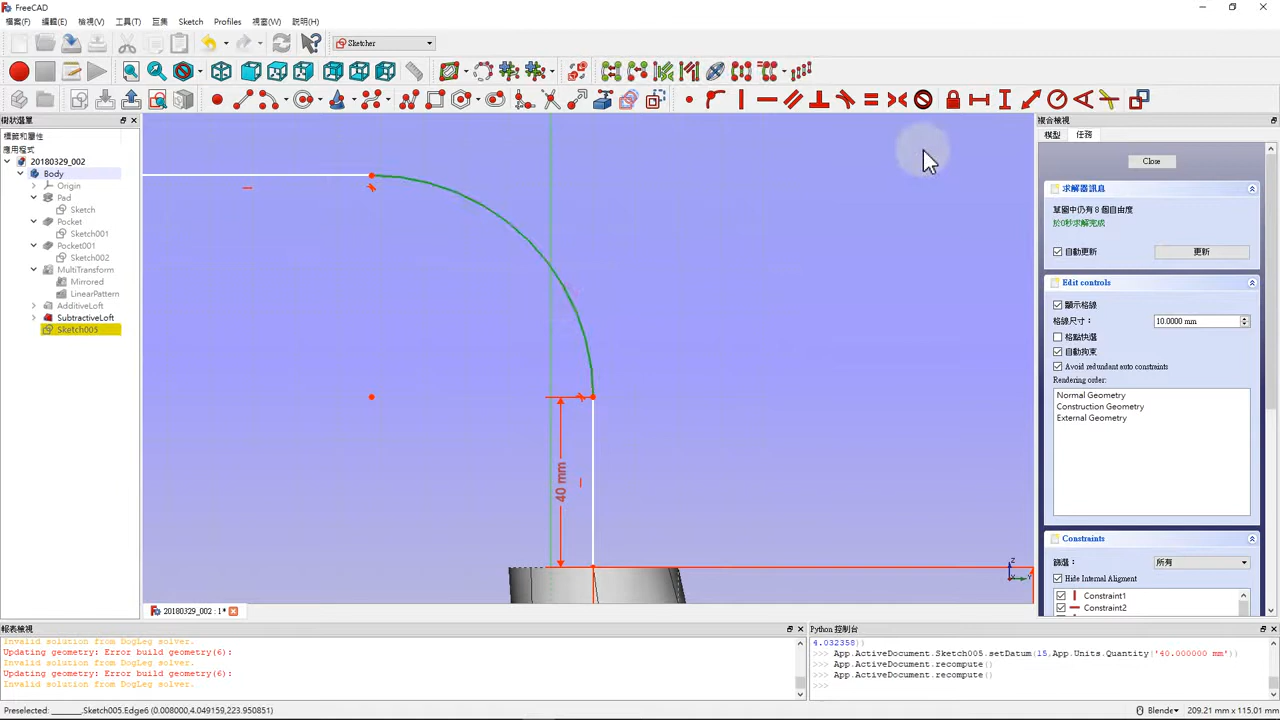 FreeCAD
檔案(F) 編輯(E) 檢視(V) 工具(T) 巨集 Sketch Profiles 視窗(W) 説明(H)
Sketcher
樹狀選單
標籤和屬性
應用程式
20180329_002
Body
Origin
Pad
Sketch
Pocket
Sketch001
Pocket001
Sketch002
MultiTransform
Mirrored
LinearPattern
AdditiveLoft
SubtractiveLoft
Sketch005
40 mm
Z
Y
X
20180329_002 : 1*
複合檢視
模型 任務
Close
求解器訊息
草圖中仍有 8 個自由度
於0秒求解完成
自動更新 更新
Edit controls
顯示格線
格線尺寸: 10.0000 mm
格點快選
自動拘束
Avoid redundant auto constraints
Rendering order:
Normal Geometry
Construction Geometry
External Geometry
Constraints
篩選: 所有
Hide Internal Aligment
Constraint1
Constraint2
報表檢視
Invalid solution from DogLeg solver.
Updating geometry: Error build geometry(6):
Invalid solution from DogLeg solver.
Updating geometry: Error build geometry(6):
Invalid solution from DogLeg solver.
Python 控制台
4.032358))
>>> App.ActiveDocument.Sketch005.setDatum(15,App.Units.Quantity('40.000000 mm'))
>>> App.ActiveDocument.recompute()
>>> App.ActiveDocument.recompute()
>>>
Preselected: ______.Sketch005.Edge6 (0.008000,4.049159,223.950851)
Blende 209.21 mm x 115.01 mm